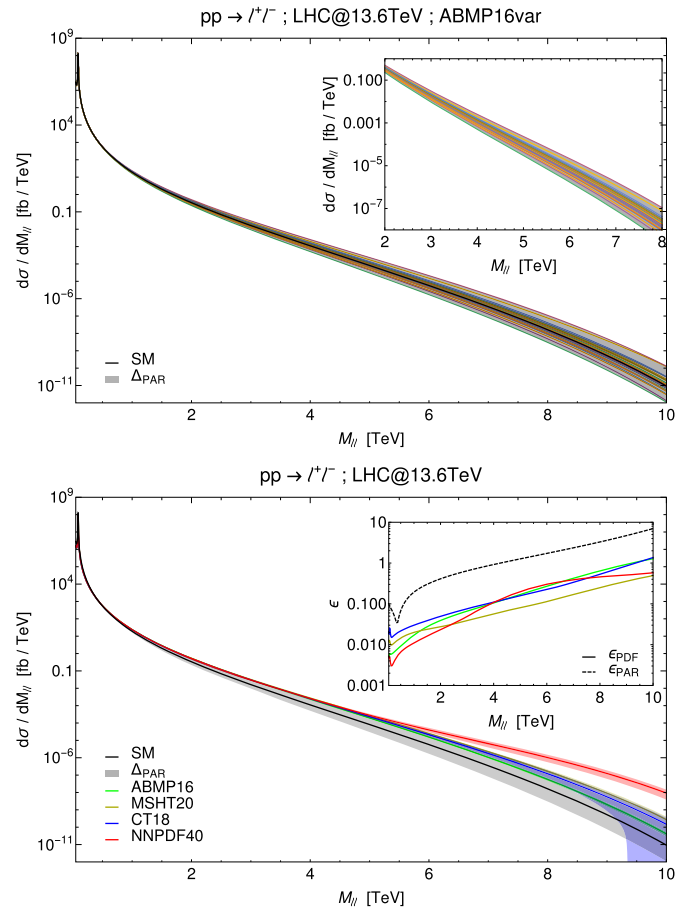 pp → l⁺l⁻ ; LHC@13.6TeV ; ABMP16var
dσ / dM_ll [fb / TeV]
10⁹
10⁴
0.1
10⁻⁶
10⁻¹¹
2 4 6 8 10
M_ll [TeV]
SM
Δ_PAR
dσ / dM_ll [fb / TeV]
0.100
0.001
10⁻⁵
10⁻⁷
2 3 4 5 6 7 8
M_ll [TeV]
pp → l⁺l⁻ ; LHC@13.6TeV
dσ / dM_ll [fb / TeV]
10⁹
10⁴
0.1
10⁻⁶
10⁻¹¹
2 4 6 8 10
M_ll [TeV]
SM
Δ_PAR
ABMP16
MSHT20
CT18
NNPDF40
ϵ
10
1
0.100
0.010
0.001
2 4 6 8 10
M_ll [TeV]
ϵ_PDF
ϵ_PAR